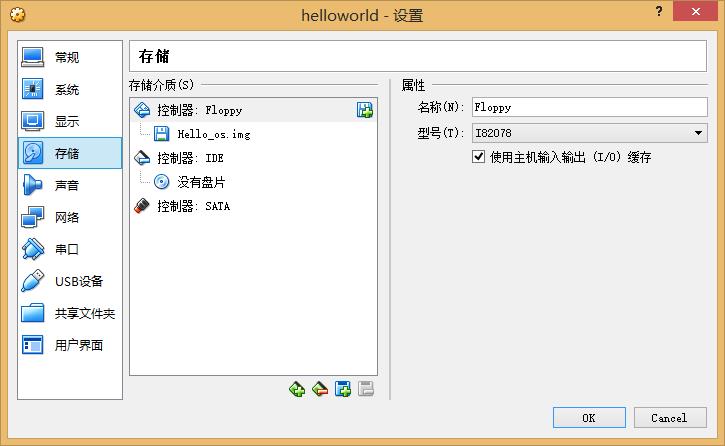 helloworld - 设置
?
常规
系统
显示
存储
声音
网络
串口
USB设备
共享文件夹
用户界面
存储
存储介质(S)
控制器: Floppy
Hello_os.img
控制器: IDE
没有盘片
控制器: SATA
属性
名称(N): Floppy
型号(T): I82078
使用主机输入输出 (I/O) 缓存
OK
Cancel